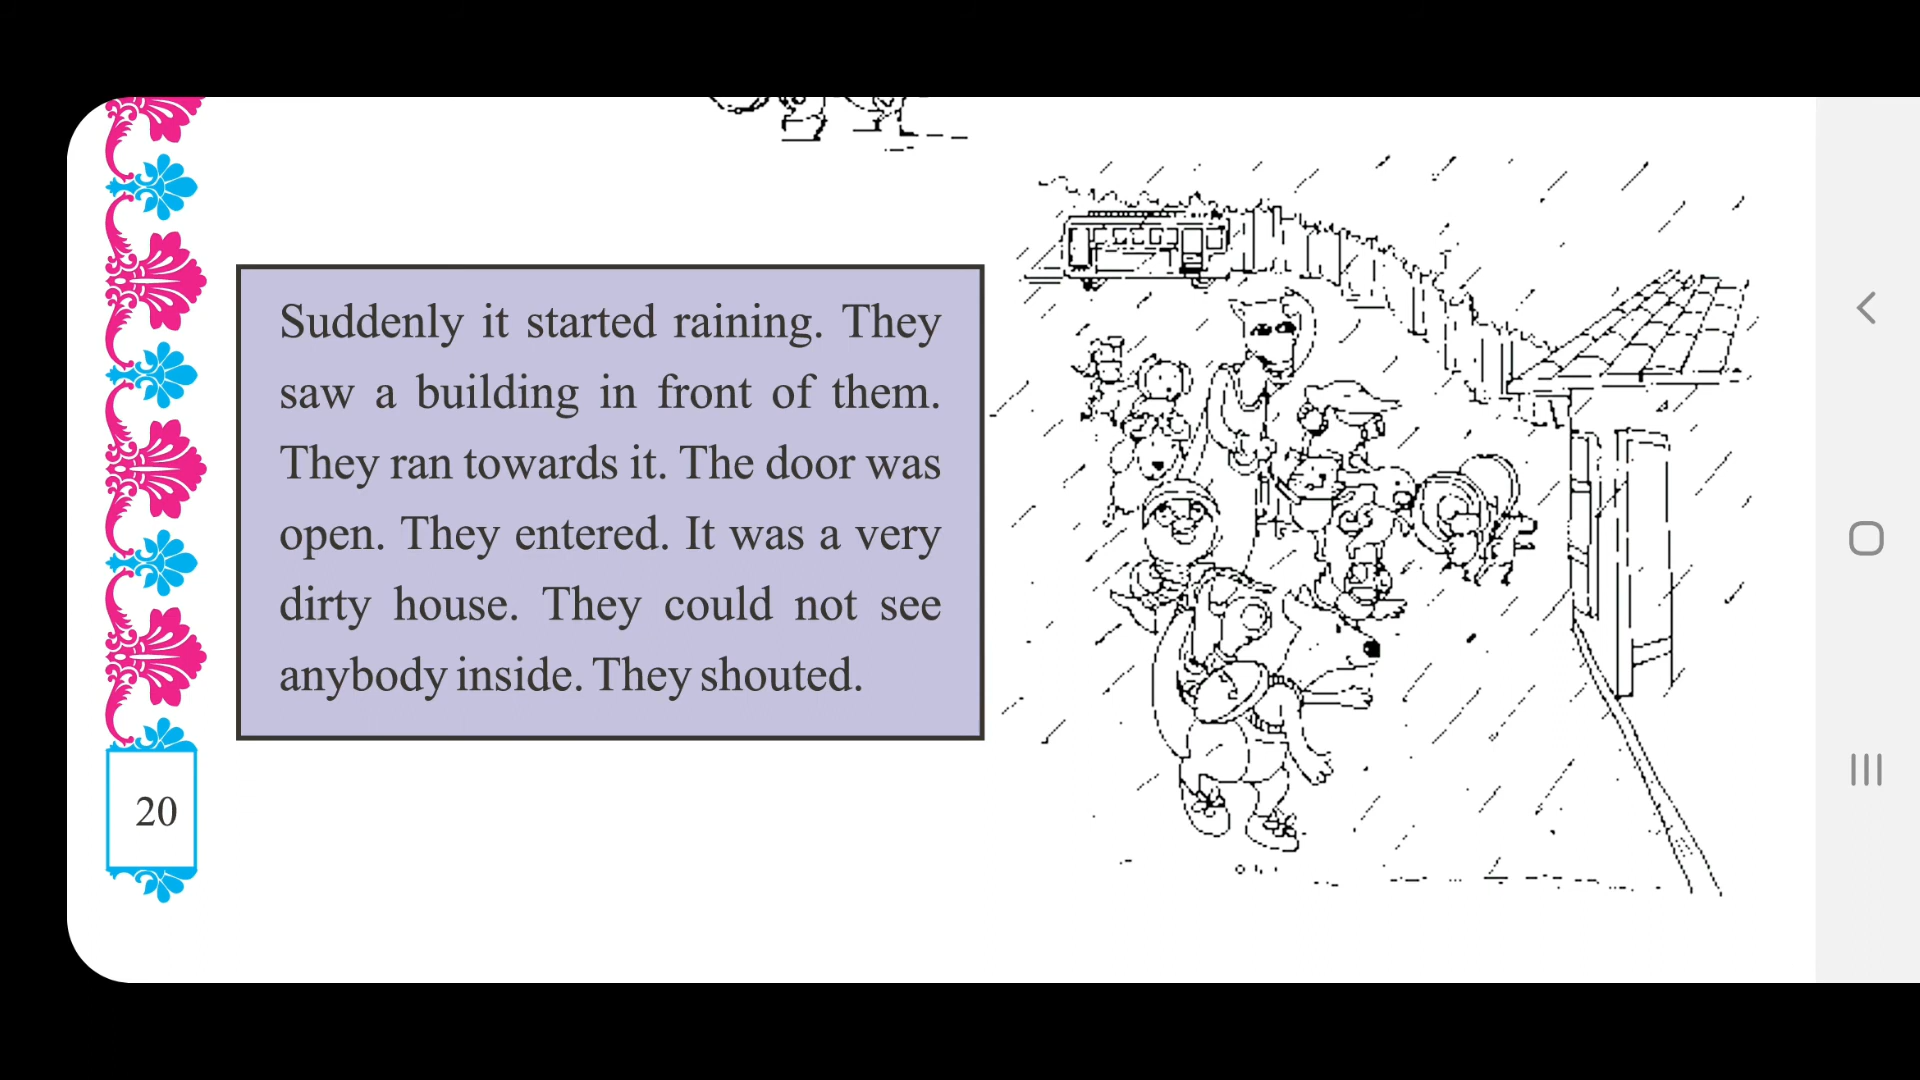 Suddenly it started raining. They
saw a building in front of them.
They ran towards it. The door was
open. They entered. It was a very
dirty house. They could not see
anybody inside. They shouted.
20